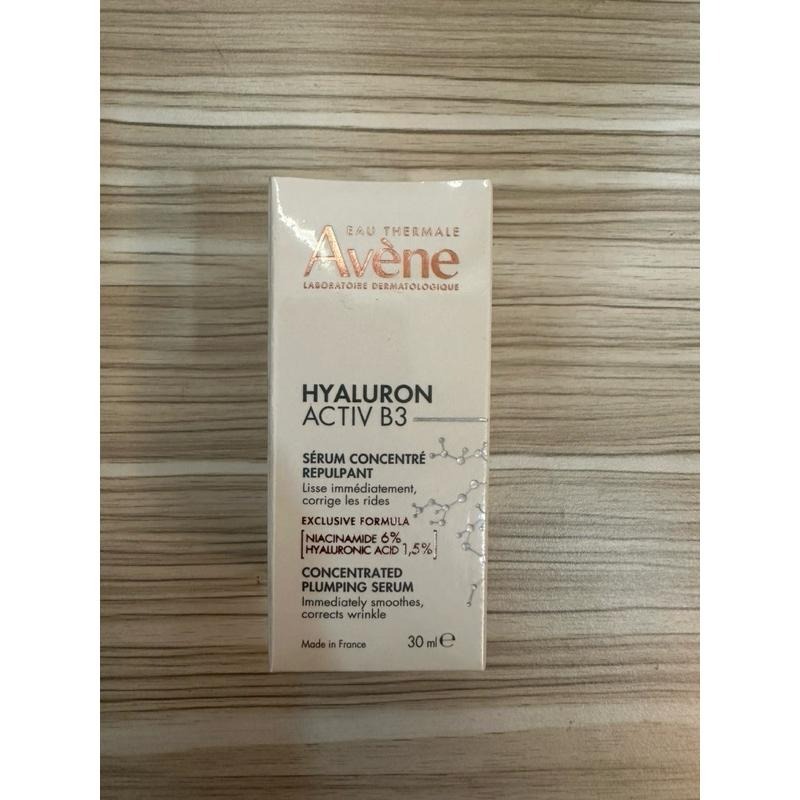 EAU THERMALE
Avène
LABORATOIRE DERMATOLOGIQUE
HYALURON
ACTIV B3
SÉRUM CONCENTRÉ
REPULPANT
Lisse immédiatement,
corrige les rides
EXCLUSIVE FORMULA
[NIACINAMIDE 6%
HYALURONIC ACID 1,5%]
CONCENTRATED
PLUMPING SERUM
Immediately smoothes,
corrects wrinkle
Made in France 30 ml ℮